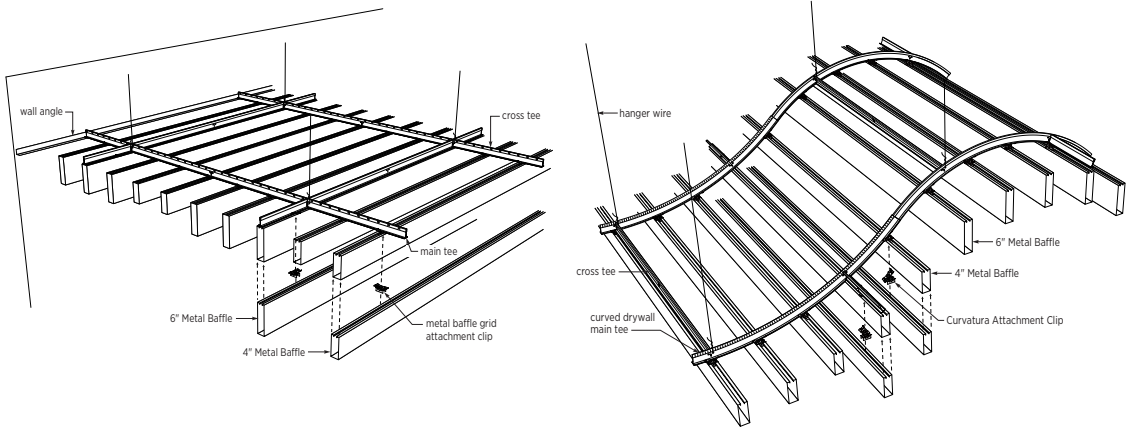 wall angle
cross tee
main tee
6" Metal Baffle
metal baffle grid
attachment clip
4" Metal Baffle
hanger wire
6" Metal Baffle
cross tee
4" Metal Baffle
curved drywall
main tee
Curvatura Attachment Clip